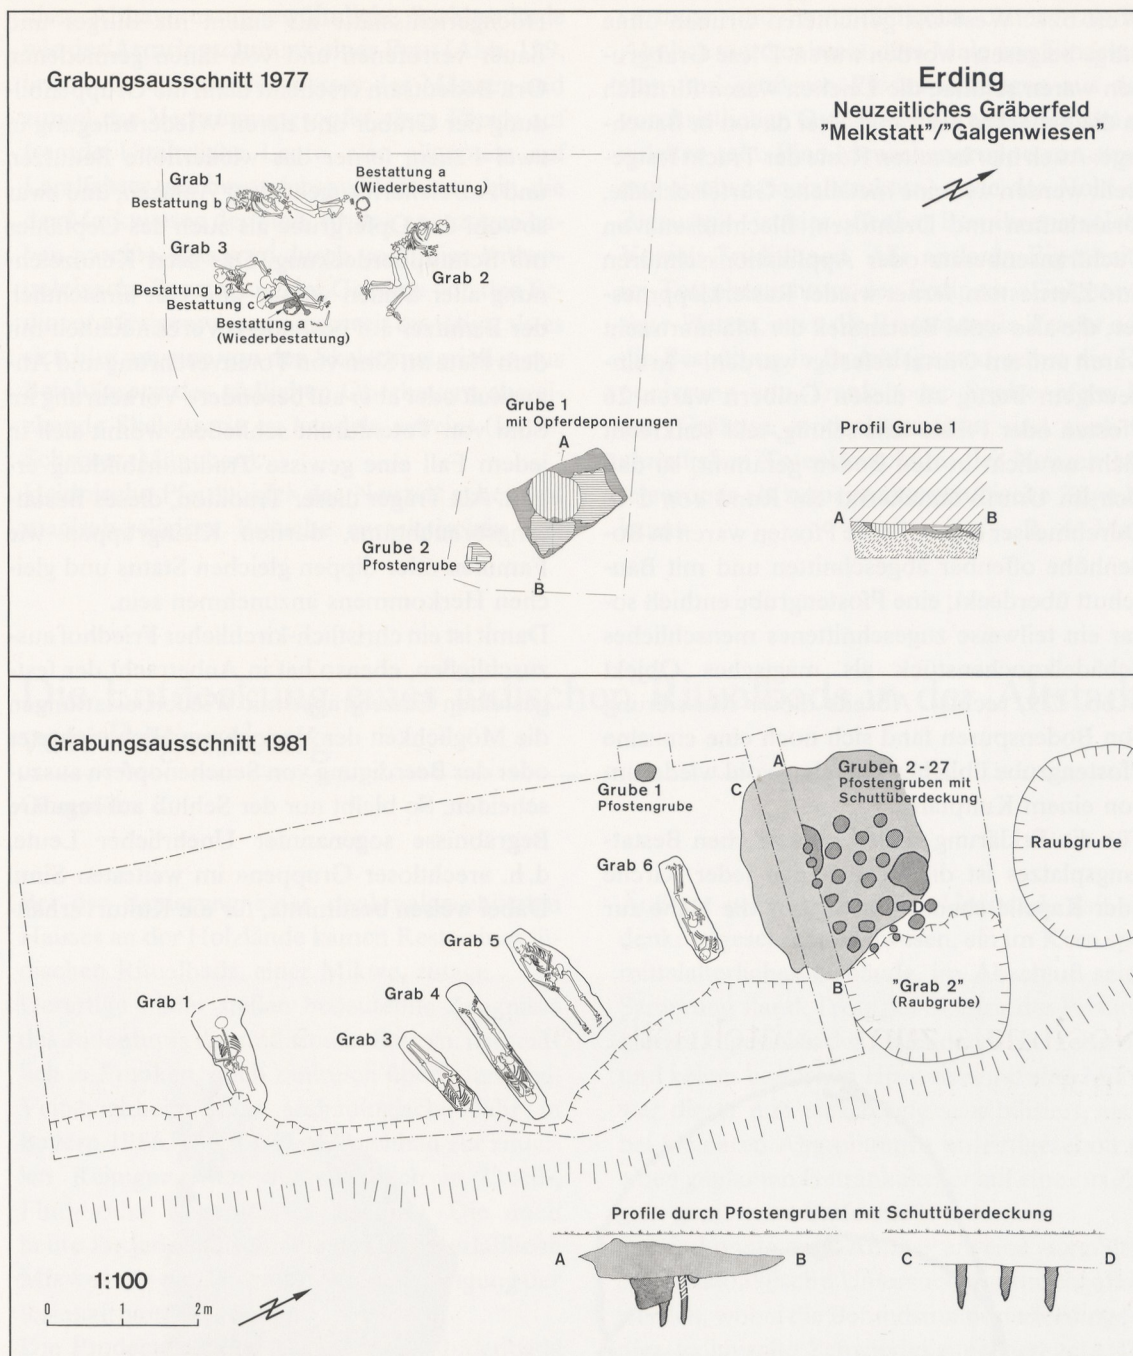 Grabungsausschnitt 1977
Erding
Neuzeitliches Gräberfeld
"Melkstatt"/"Galgenwiesen"
Grab 1
Bestattung b
Bestattung a
(Wiederbestattung)
Grab 3
Bestattung b
Bestattung c
Bestattung a
(Wiederbestattung)
Grab 2
Grube 1
mit Opferdeponierungen
A
B
Grube 2
Pfostengrube
Profil Grube 1
A
B
Grabungsausschnitt 1981
Grube 1
Pfostengrube
A
C
Gruben 2-27
Pfostengruben mit
Schuttüberdeckung
Raubgrube
Grab 6
D
Grab 5
B
"Grab 2"
(Raubgrube)
Grab 4
Grab 1
Grab 3
Profile durch Pfostengruben mit Schuttüberdeckung
A
B
C
D
1:100
0 1 2m